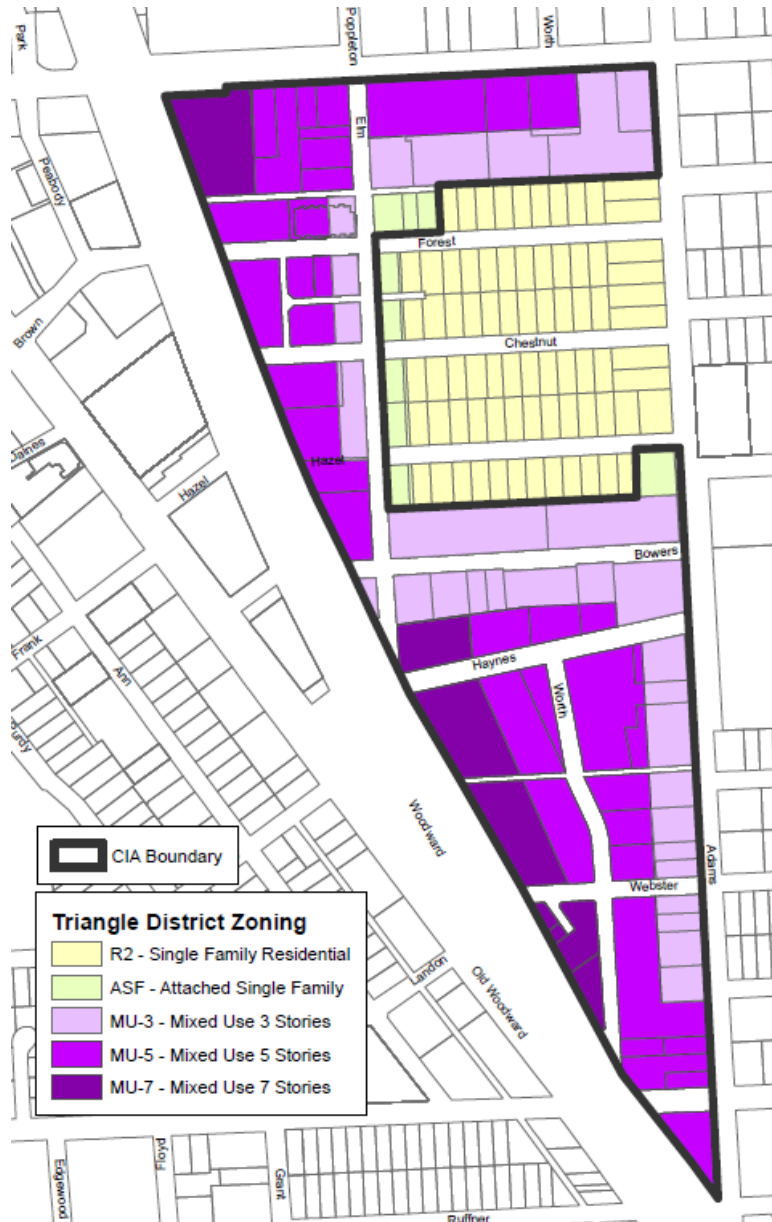 Park
Poppleton
Worth
Elm
Peabody
Forest
Brown
Chestnut
Daines
Hazel
Hazel
Bowers
Frank
Ann
Haynes
Worth
Purdy
Woodward
Adams
CIA Boundary
Webster
Triangle District Zoning
R2 - Single Family Residential
ASF - Attached Single Family
MU-3 - Mixed Use 3 Stories
MU-5 - Mixed Use 5 Stories
MU-7 - Mixed Use 7 Stories
Landon
Old Woodward
Edgewood
Floyd
Grant
Ruffner